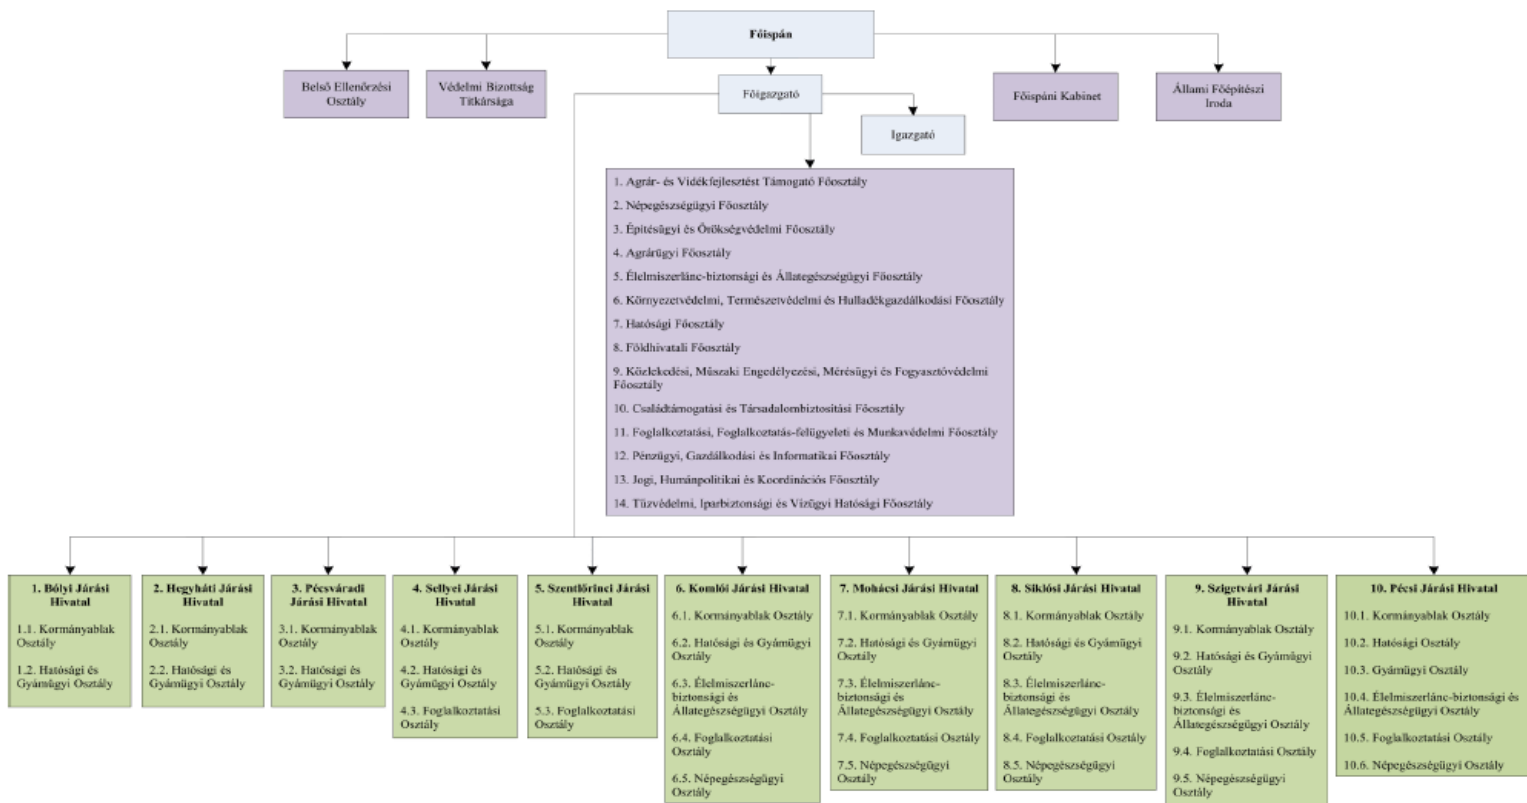 Főispán
Belső Ellenőrzési
Osztály
Védelmi Bizottság
Titkársága
Főigazgató
Főispáni Kabinet
Állami Főépítészi
Iroda
Igazgató
1. Agrár- és Vidékfejlesztést Támogató Főosztály
2. Népegészségügyi Főosztály
3. Építésügyi és Örökségvédelmi Főosztály
4. Agrárügyi Főosztály
5. Élelmiszerlánc-biztonsági és Állategészségügyi Főosztály
6. Környezetvédelmi, Természetvédelmi és Hulladékgazdálkodási Főosztály
7. Hatósági Főosztály
8. Földhivatali Főosztály
9. Közlekedési, Műszaki Engedélyezési, Mérésügyi és Fogyasztóvédelmi
Főosztály
10. Családtámogatási és Társadalombiztosítási Főosztály
11. Foglalkoztatási, Foglalkoztatás-felügyeleti és Munkavédelmi Főosztály
12. Pénzügyi, Gazdálkodási és Informatikai Főosztály
13. Jogi, Humánpolitikai és Koordinációs Főosztály
14. Tűzvédelmi, Iparbiztonsági és Vízügyi Hatósági Főosztály
1. Bólyi Járási
Hivatal
1.1. Kormányablak
Osztály
1.2. Hatósági és
Gyámügyi Osztály
2. Hegyháti Járási
Hivatal
2.1. Kormányablak
Osztály
2.2. Hatósági és
Gyámügyi Osztály
3. Pécsváradi
Járási Hivatal
3.1. Kormányablak
Osztály
3.2. Hatósági és
Gyámügyi Osztály
4. Sellyei Járási
Hivatal
4.1. Kormányablak
Osztály
4.2. Hatósági és
Gyámügyi Osztály
4.3. Foglalkoztatási
Osztály
5. Szentlőrinci Járási
Hivatal
5.1. Kormányablak
Osztály
5.2. Hatósági és
Gyámügyi Osztály
5.3. Foglalkoztatási
Osztály
6. Komlói Járási Hivatal
6.1. Kormányablak Osztály
6.2. Hatósági és Gyámügyi
Osztály
6.3. Élelmiszerlánc-
biztonsági és
Állategészségügyi Osztály
6.4. Foglalkoztatási
Osztály
6.5. Népegészségügyi
Osztály
7. Mohácsi Járási Hivatal
7.1. Kormányablak Osztály
7.2. Hatósági és Gyámügyi
Osztály
7.3. Élelmiszerlánc-
biztonsági és
Állategészségügyi Osztály
7.4. Foglalkoztatási Osztály
7.5. Népegészségügyi
Osztály
8. Siklósi Járási Hivatal
8.1. Kormányablak Osztály
8.2. Hatósági és Gyámügyi
Osztály
8.3. Élelmiszerlánc-
biztonsági és
Állategészségügyi Osztály
8.4. Foglalkoztatási Osztály
8.5. Népegészségügyi
Osztály
9. Szigetvári Járási
Hivatal
9.1. Kormányablak Osztály
9.2. Hatósági és Gyámügyi
Osztály
9.3. Élelmiszerlánc-
biztonsági és
Állategészségügyi Osztály
9.4. Foglalkoztatási Osztály
9.5. Népegészségügyi
Osztály
10. Pécsi Járási Hivatal
10.1. Kormányablak Osztály
10.2. Hatósági Osztály
10.3. Gyámügyi Osztály
10.4. Élelmiszerlánc-biztonsági és
Állategészségügyi Osztály
10.5. Foglalkoztatási Osztály
10.6. Népegészségügyi Osztály